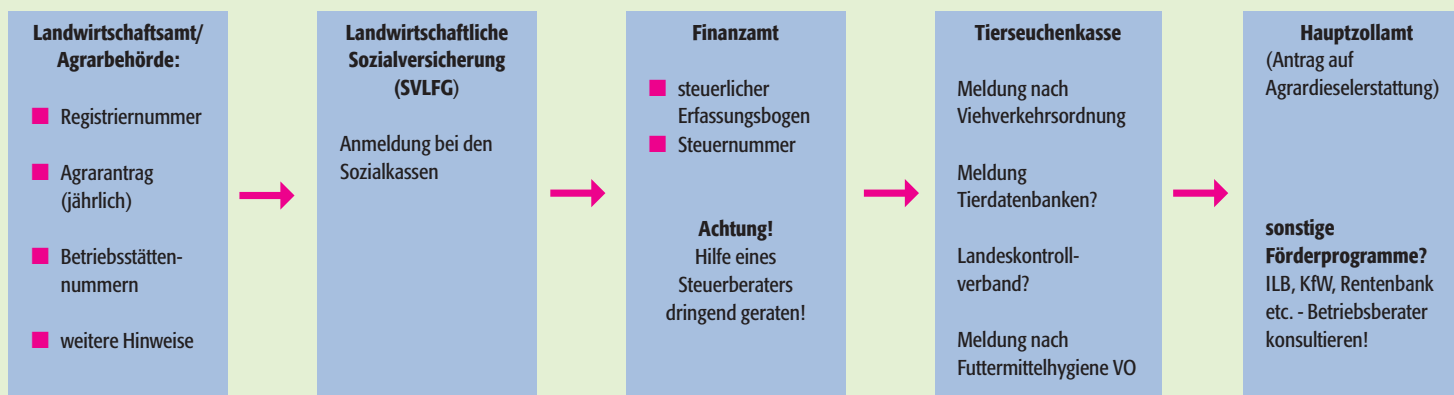 Landwirtschaftsamt/
Agrarbehörde:
Registriernummer
Agrarantrag
(jährlich)
Betriebsstätten-
nummern
weitere Hinweise
Landwirtschaftliche
Sozialversicherung
(SVLFG)
Anmeldung bei den
Sozialkassen
Finanzamt
steuerlicher
Erfassungsbogen
Steuernummer
Achtung!
Hilfe eines
Steuerberaters
dringend geraten!
Tierseuchenkasse
Meldung nach
Viehverkehrsordnung
Meldung
Tierdatenbanken?
Landeskontroll-
verband?
Meldung nach
Futtermittelhygiene VO
Hauptzollamt
(Antrag auf
Agrardieselerstattung)
sonstige
Förderprogramme?
ILB, KfW, Rentenbank
etc. - Betriebsberater
konsultieren!